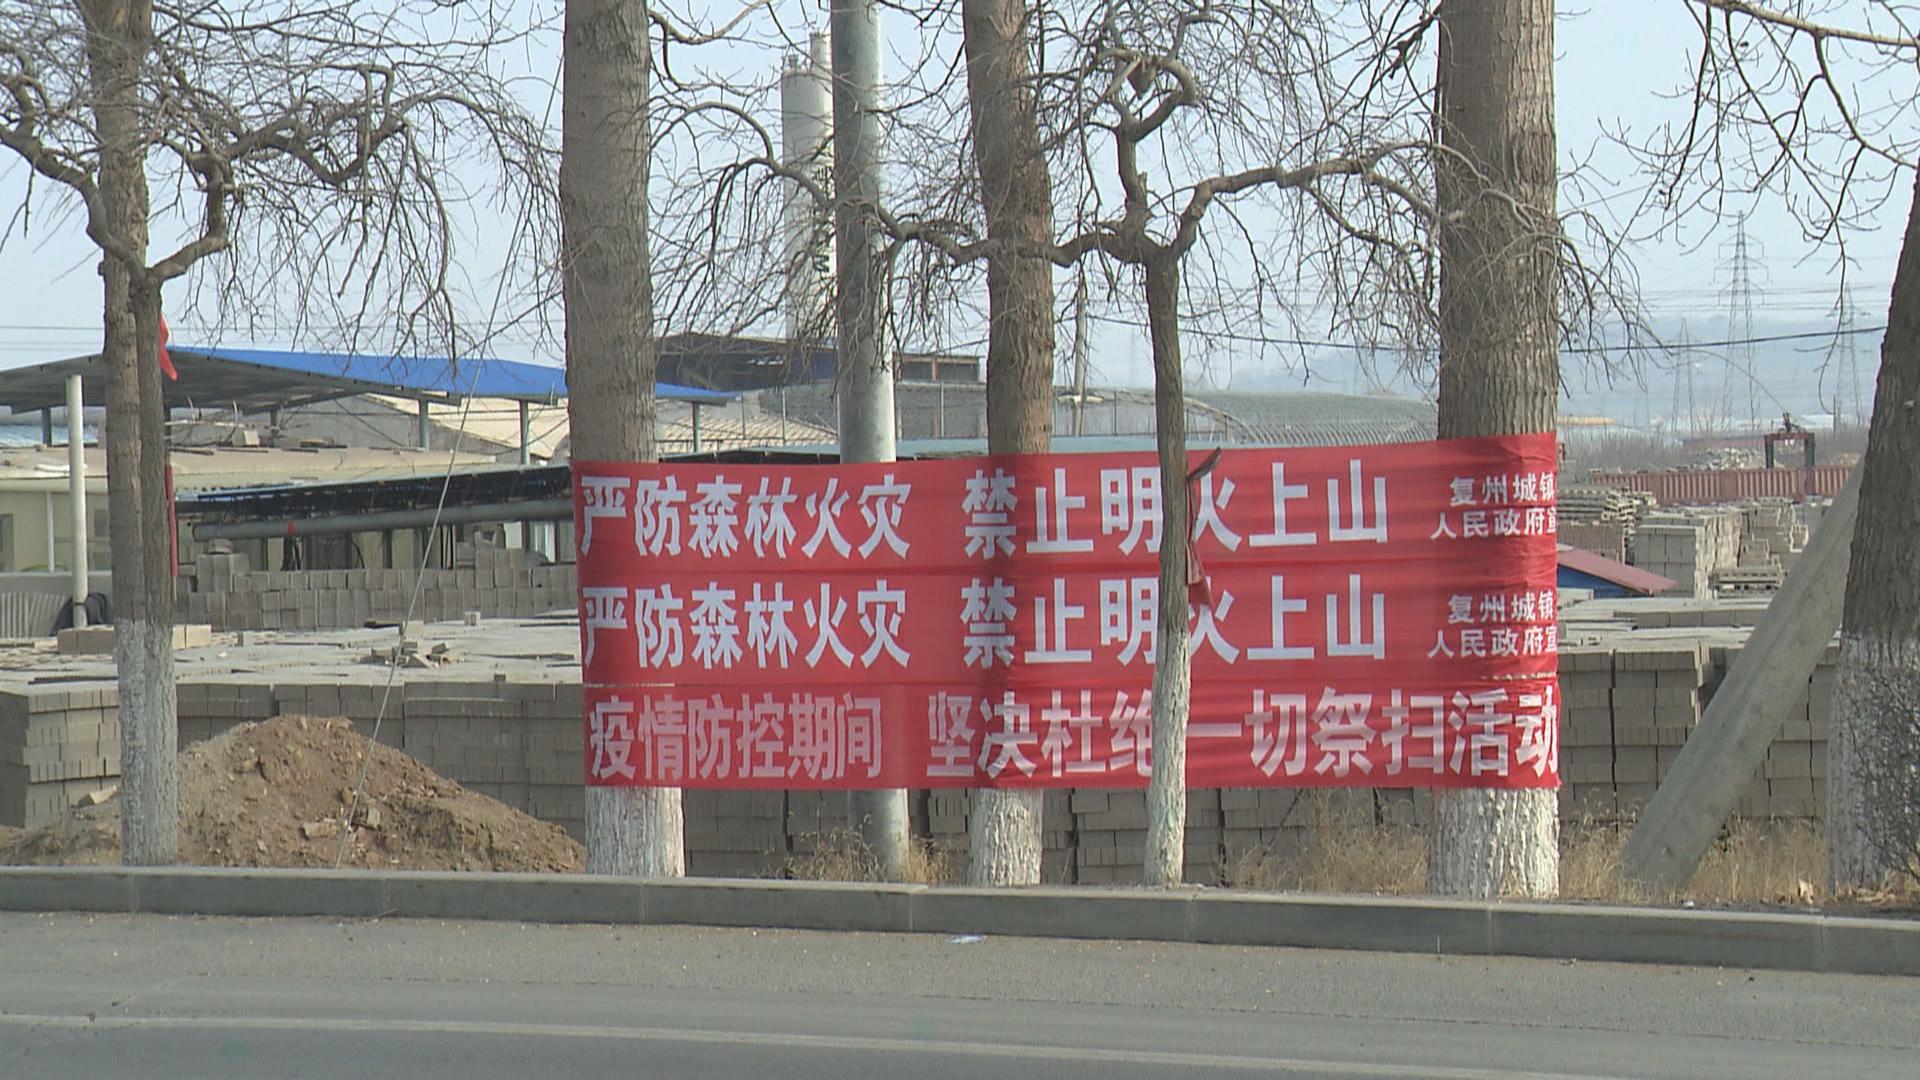 严防森林火灾 禁止明火上山 复州城镇
人民政府宣
严防森林火灾 禁止明火上山 复州城镇
人民政府宣
疫情防控期间 坚决杜绝一切祭扫活动